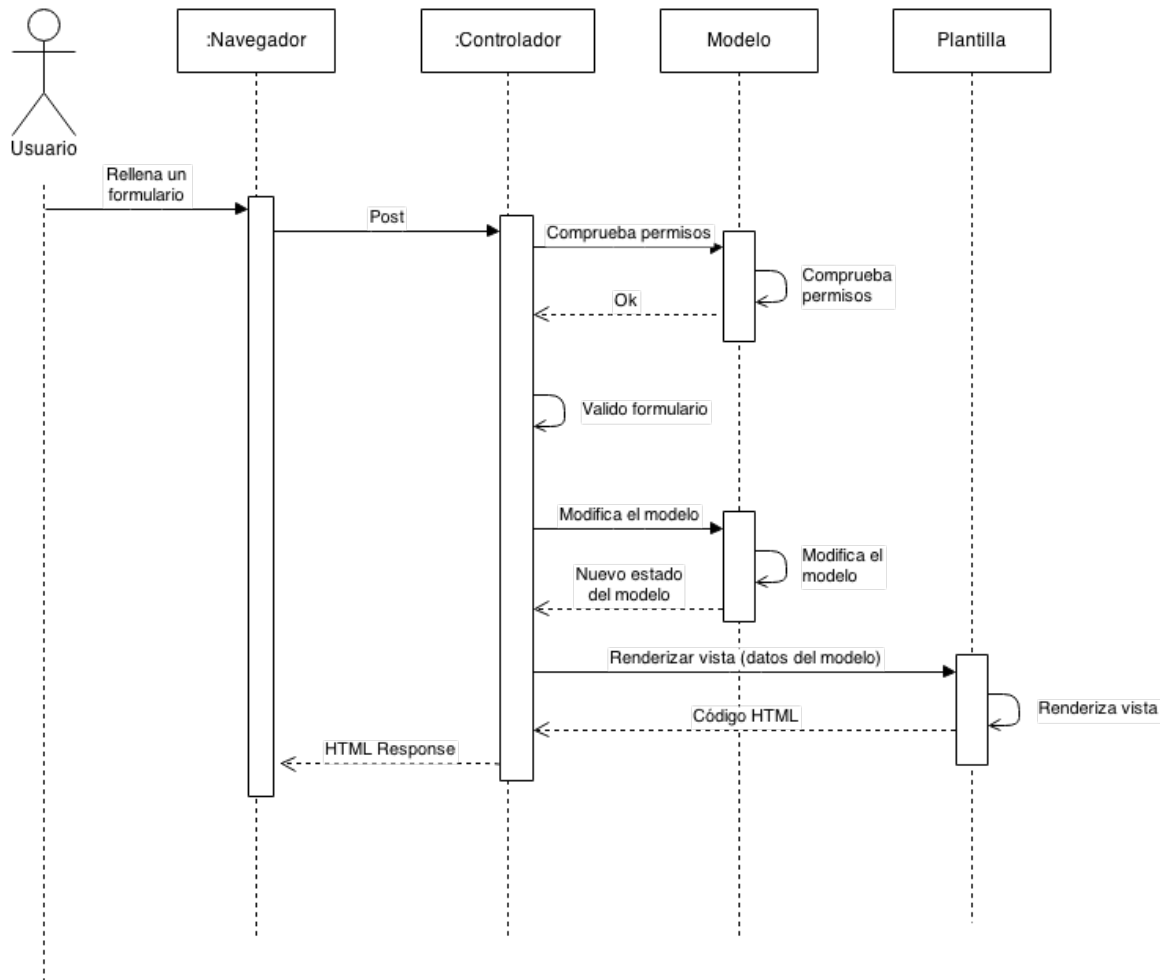 :Navegador
:Controlador
Modelo
Plantilla
Usuario
Rellena un
formulario
Post
Comprueba permisos
Comprueba
permisos
Ok
Valido formulario
Modifica el modelo
Modifica el
modelo
Nuevo estado
del modelo
Renderizar vista (datos del modelo)
Renderiza vista
Código HTML
HTML Response